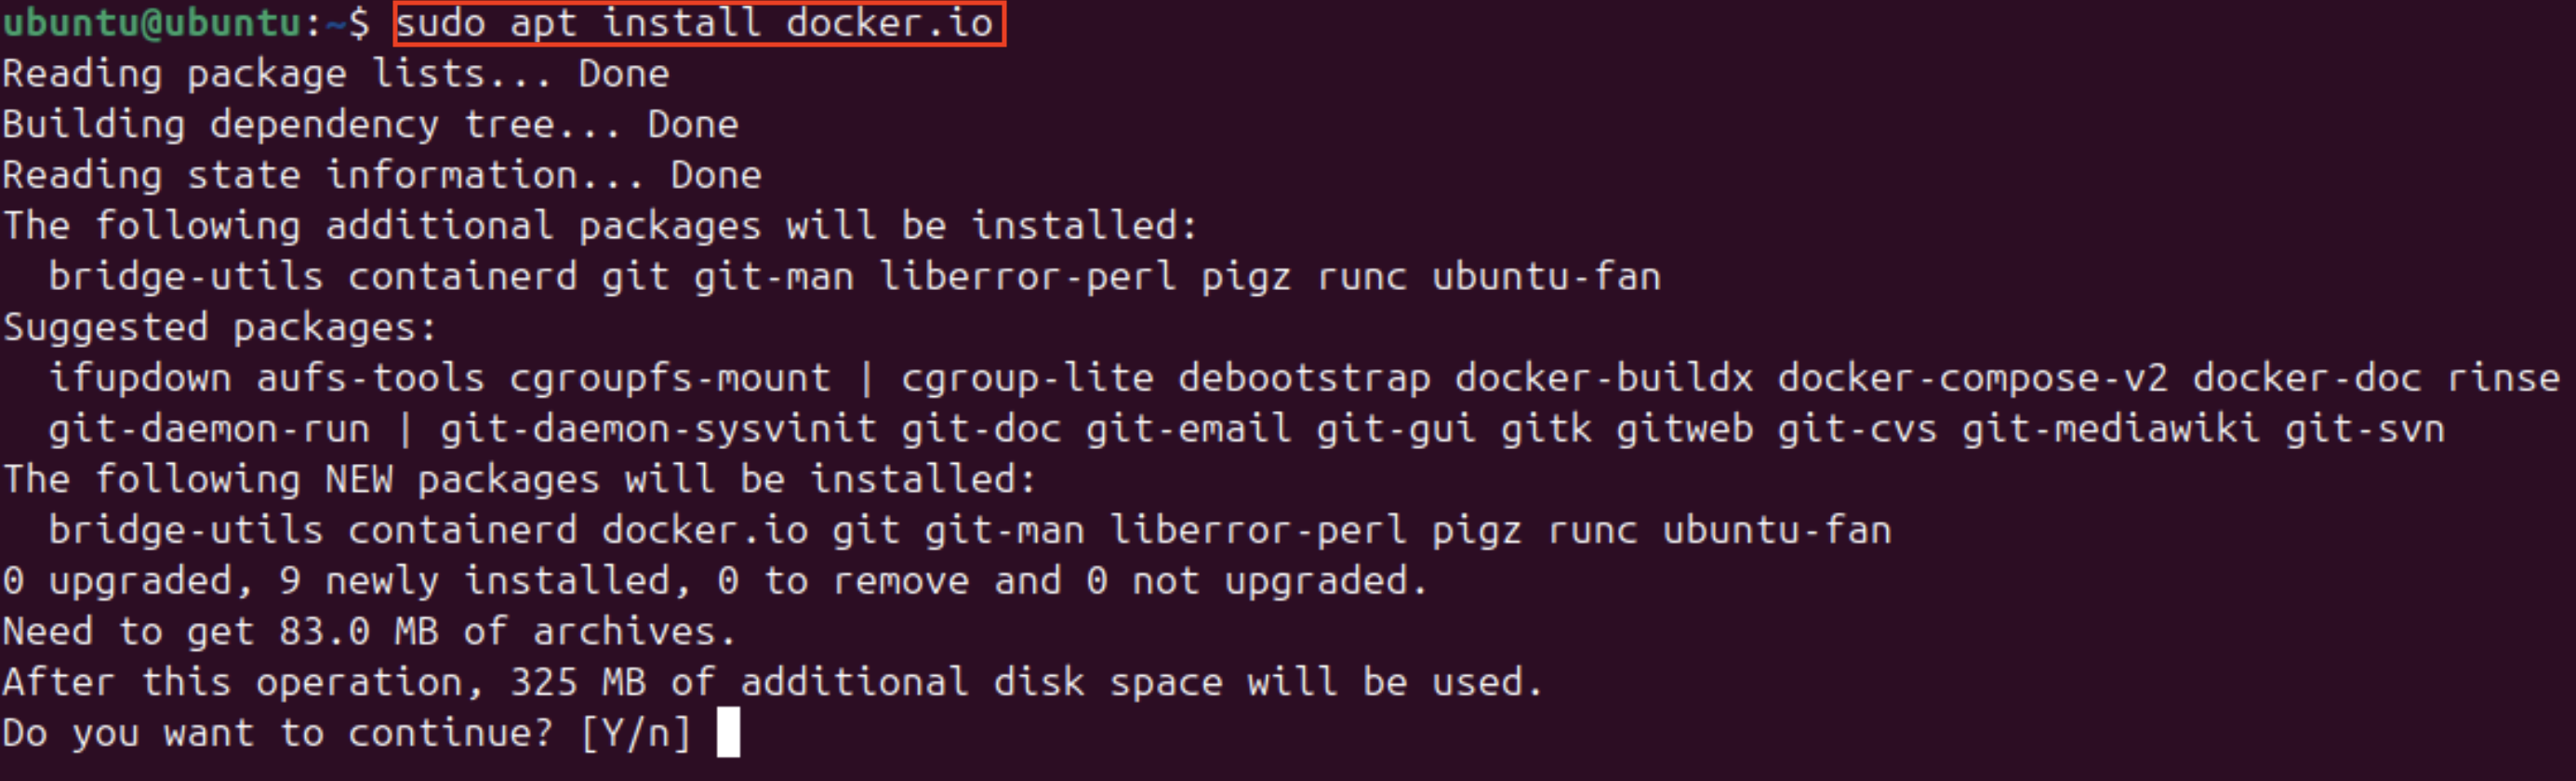 ubuntu@ubuntu:~$ sudo apt install docker.io
Reading package lists... Done
Building dependency tree... Done
Reading state information... Done
The following additional packages will be installed:
  bridge-utils containerd git git-man liberror-perl pigz runc ubuntu-fan
Suggested packages:
  ifupdown aufs-tools cgroupfs-mount | cgroup-lite debootstrap docker-buildx docker-compose-v2 docker-doc rinse
  git-daemon-run | git-daemon-sysvinit git-doc git-email git-gui gitk gitweb git-cvs git-mediawiki git-svn
The following NEW packages will be installed:
  bridge-utils containerd docker.io git git-man liberror-perl pigz runc ubuntu-fan
0 upgraded, 9 newly installed, 0 to remove and 0 not upgraded.
Need to get 83.0 MB of archives.
After this operation, 325 MB of additional disk space will be used.
Do you want to continue? [Y/n]